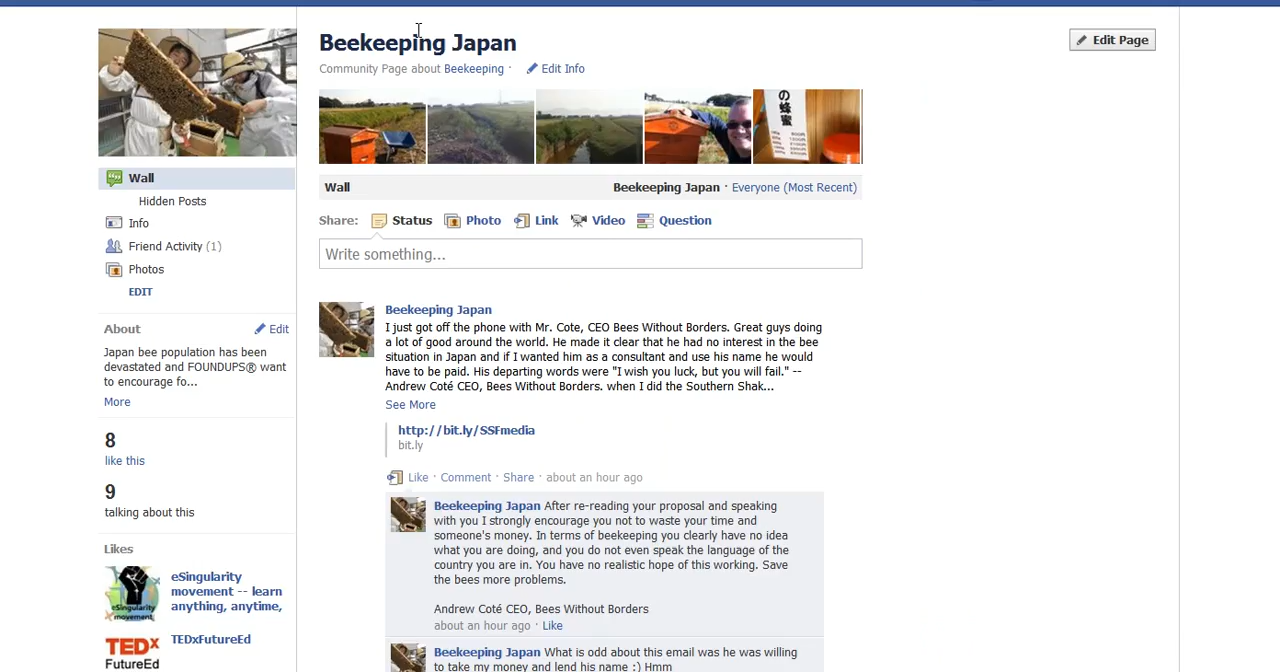 Beekeeping Japan
Edit Page
Community Page about Beekeeping · Edit Info
の蜂蜜
Wall
Hidden Posts
Info
Friend Activity (1)
Photos
EDIT
About
Edit
Japan bee population has been
devastated and FOUNDUPS® want
to encourage fo...
More
8
like this
9
talking about this
Likes
eSingularity
movement
eSingularity
movement -- learn
anything, anytime,
TEDx
FutureEd
TEDxFutureEd
Wall
Beekeeping Japan · Everyone (Most Recent)
Share: Status Photo Link Video Question
Write something...
Beekeeping Japan
I just got off the phone with Mr. Cote, CEO Bees Without Borders. Great guys doing
a lot of good around the world. He made it clear that he had no interest in the bee
situation in Japan and if I wanted him as a consultant and use his name he would
have to be paid. His departing words were "I wish you luck, but you will fail." --
Andrew Coté CEO, Bees Without Borders. when I did the Southern Shak...
See More
http://bit.ly/SSFmedia
bit.ly
Like · Comment · Share · about an hour ago
Beekeeping Japan After re-reading your proposal and speaking
with you I strongly encourage you not to waste your time and
someone's money. In terms of beekeeping you clearly have no idea
what you are doing, and you do not even speak the language of the
country you are in. You have no realistic hope of this working. Save
the bees more problems.
Andrew Coté CEO, Bees Without Borders
about an hour ago · Like
Beekeeping Japan What is odd about this email was he was willing
to take my money and lend his name :) Hmm